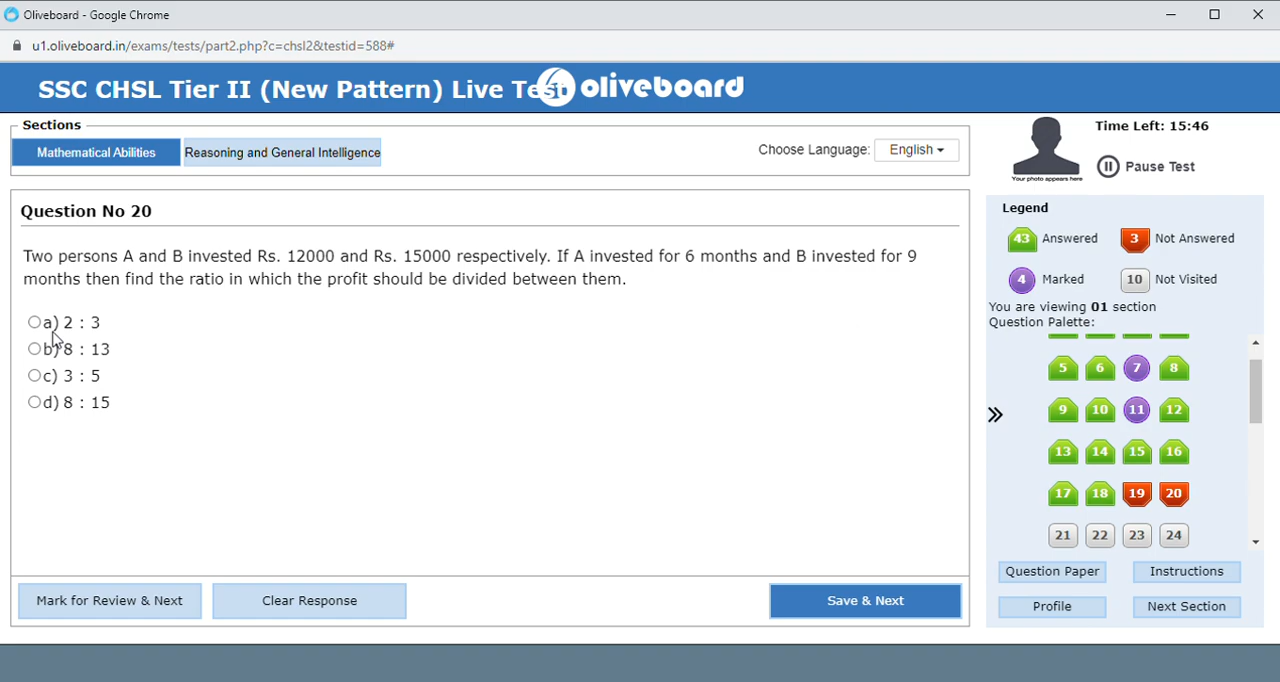 Oliveboard - Google Chrome
u1.oliveboard.in/exams/tests/part2.php?c=chsl2&testid=588#
SSC CHSL Tier II (New Pattern) Live Test
oliveboard
Sections
Mathematical Abilities
Reasoning and General Intelligence
Choose Language:
English
Your photo appears here
Time Left: 15:46
Pause Test
Question No 20
Two persons A and B invested Rs. 12000 and Rs. 15000 respectively. If A invested for 6 months and B invested for 9
months then find the ratio in which the profit should be divided between them.
a) 2 : 3
b) 8 : 13
c) 3 : 5
d) 8 : 15
Mark for Review & Next
Clear Response
Save & Next
Legend
43 Answered
3 Not Answered
4 Marked
10 Not Visited
You are viewing 01 section
Question Palette:
5 6 7 8
9 10 11 12
13 14 15 16
17 18 19 20
21 22 23 24
Question Paper
Instructions
Profile
Next Section